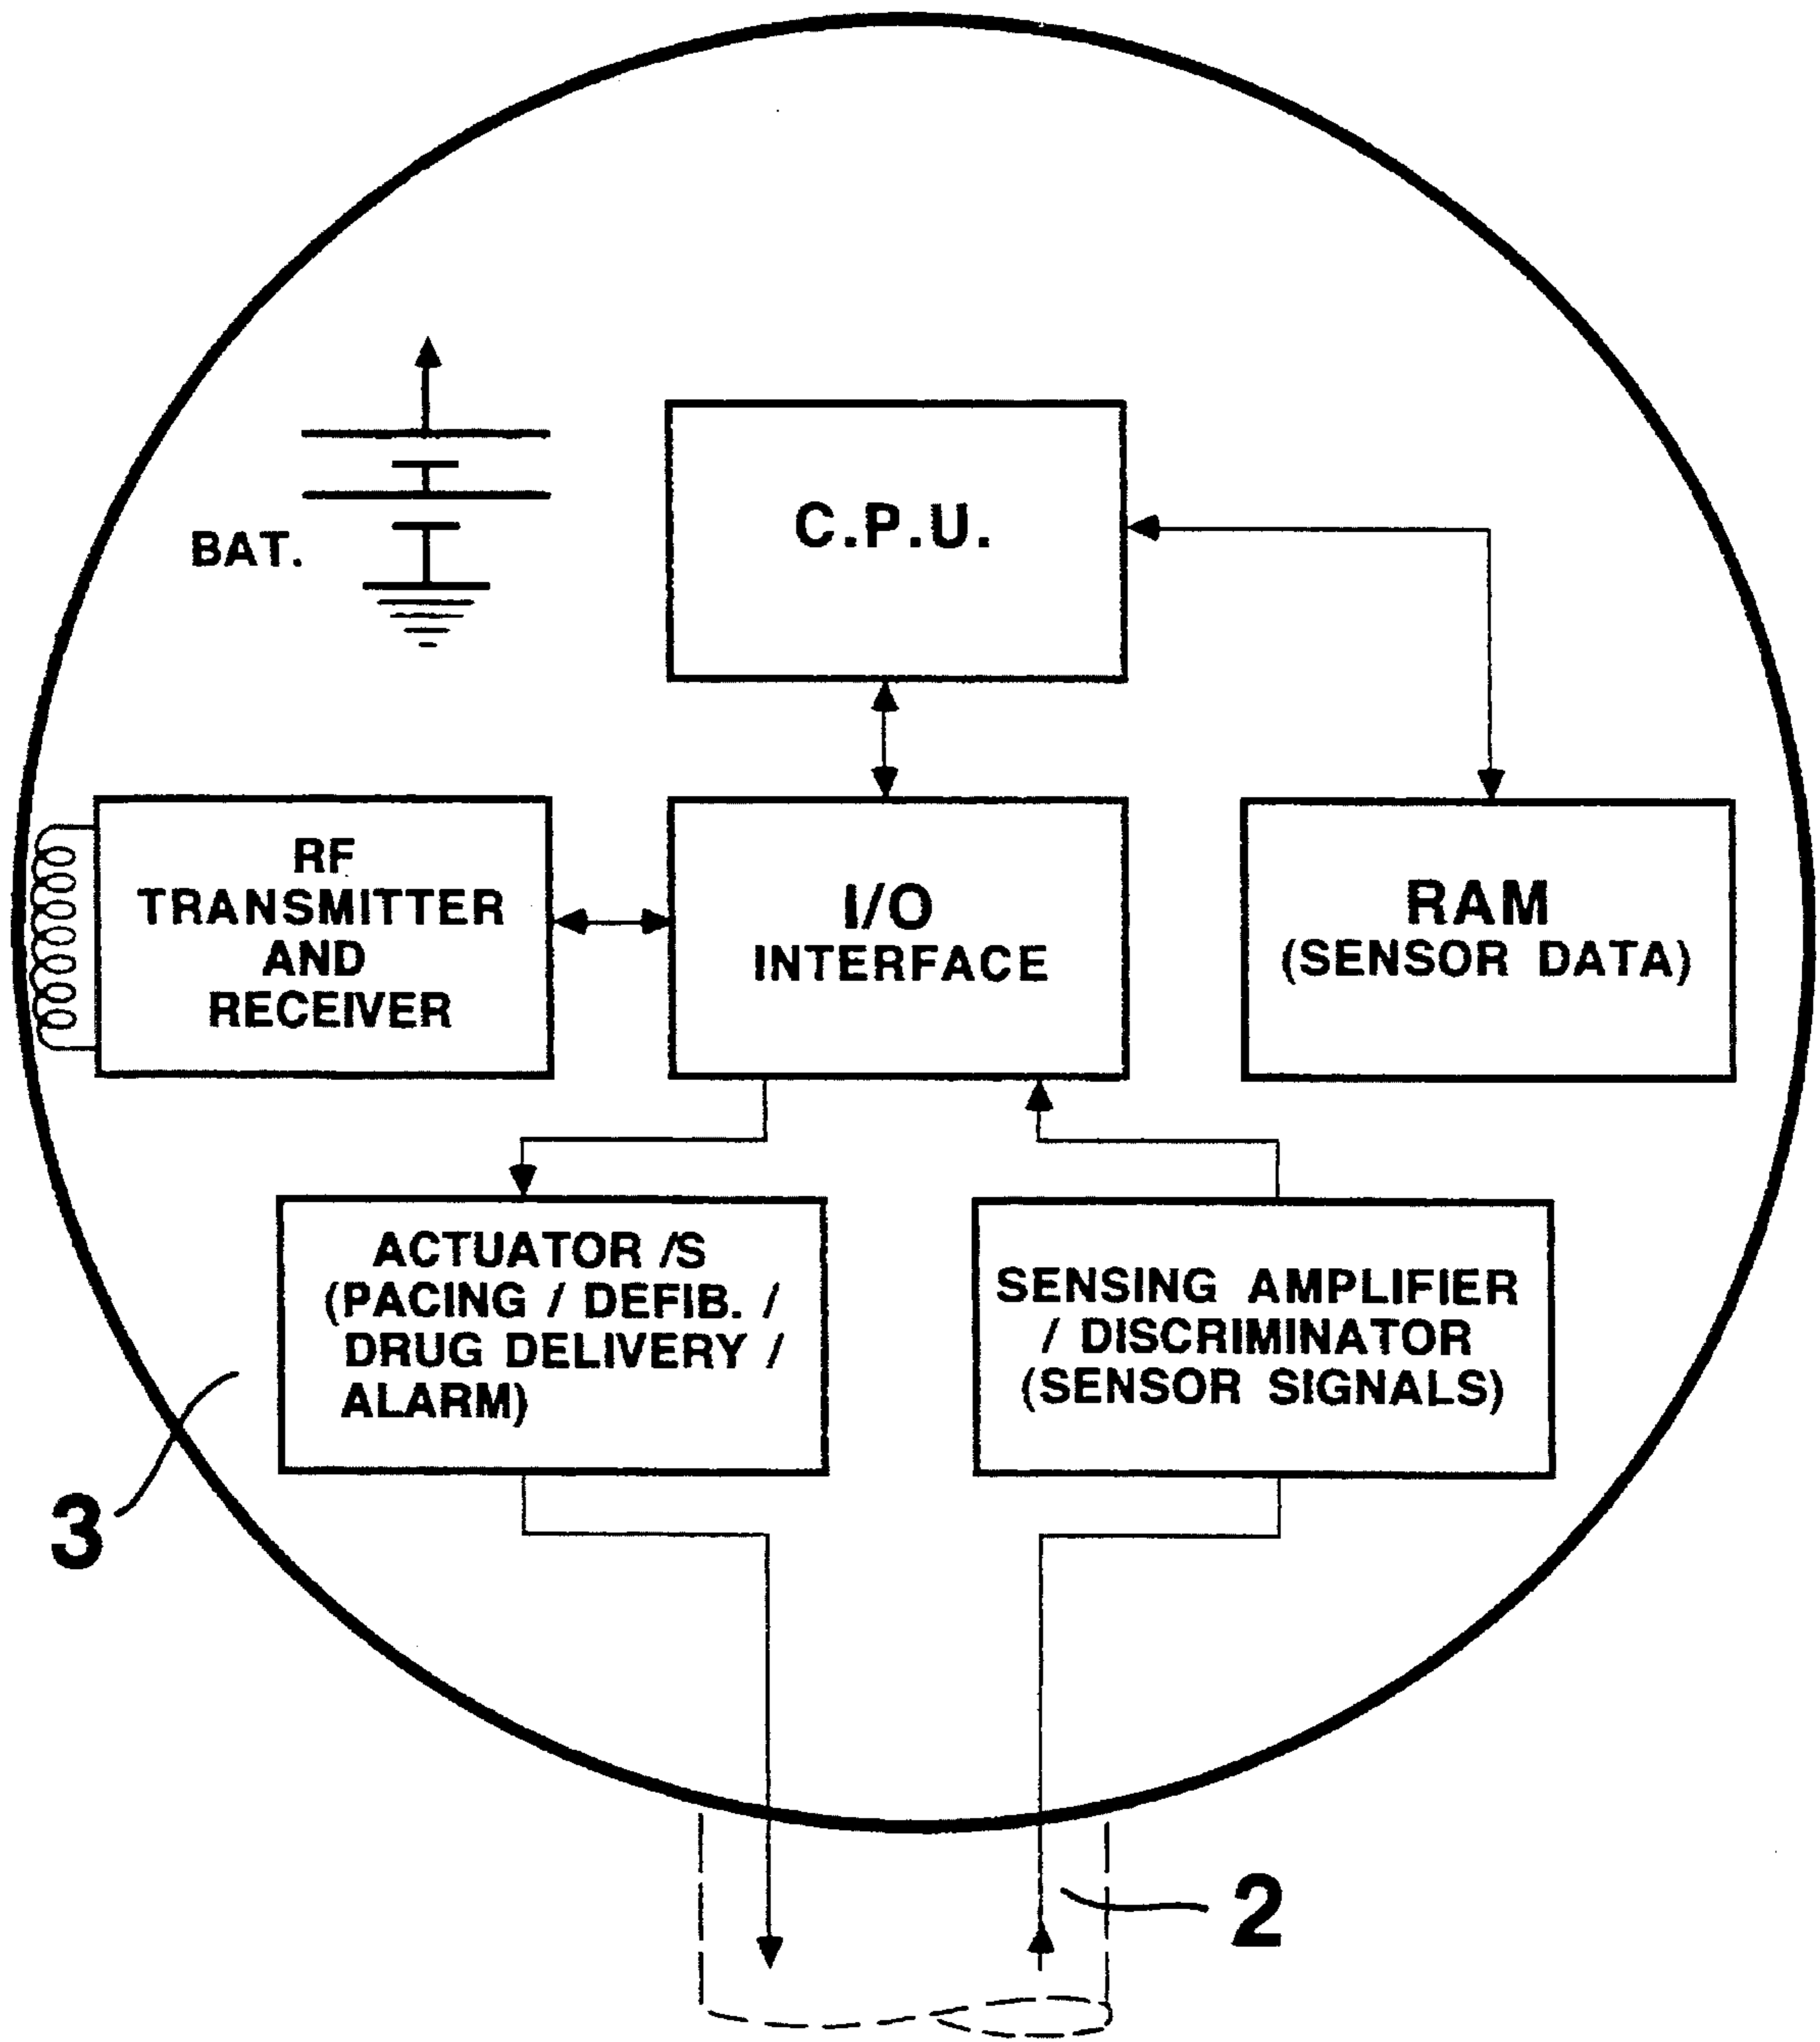 BAT.
C.P.U.
RF
TRANSMITTER
AND
RECEIVER
I/O
INTERFACE
RAM
(SENSOR DATA)
ACTUATOR /S
(PACING / DEFIB. /
DRUG DELIVERY /
ALARM)
SENSING AMPLIFIER
/ DISCRIMINATOR
(SENSOR SIGNALS)
3
2